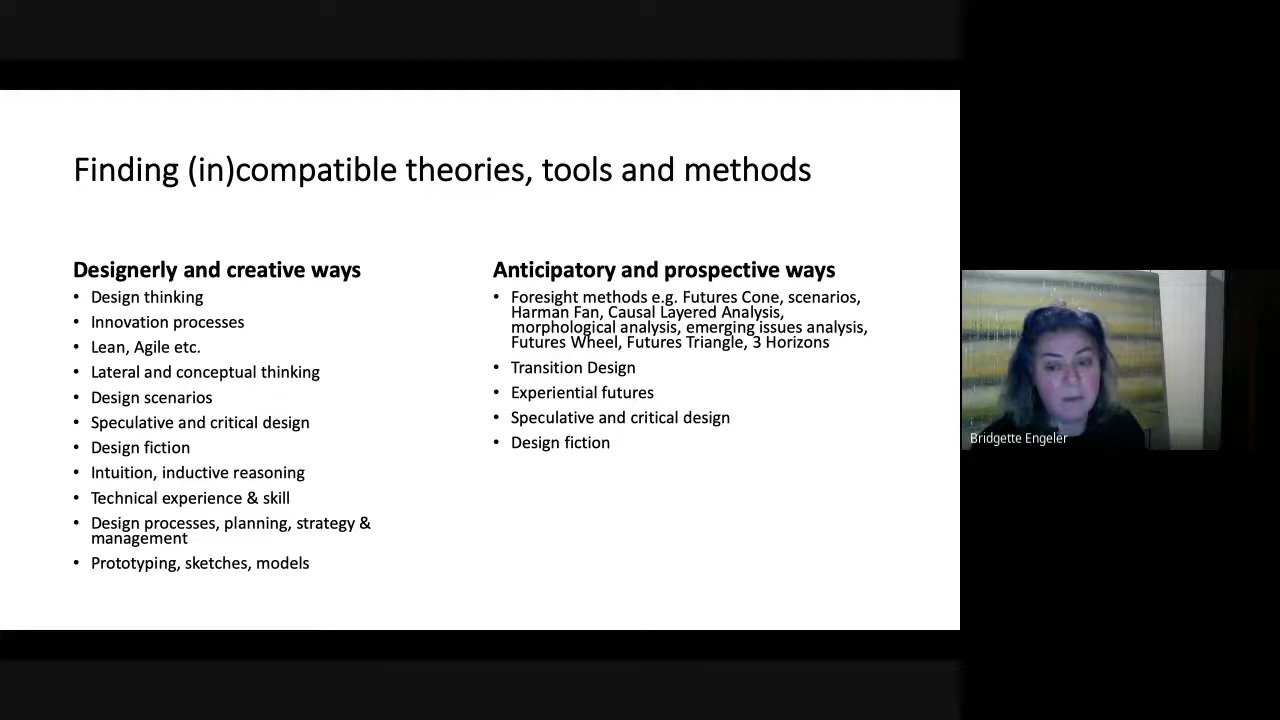 Finding (in)compatible theories, tools and methods
Designerly and creative ways
• Design thinking
• Innovation processes
• Lean, Agile etc.
• Lateral and conceptual thinking
• Design scenarios
• Speculative and critical design
• Design fiction
• Intuition, inductive reasoning
• Technical experience & skill
• Design processes, planning, strategy &
management
• Prototyping, sketches, models
Anticipatory and prospective ways
• Foresight methods e.g. Futures Cone, scenarios,
Harman Fan, Causal Layered Analysis,
morphological analysis, emerging issues analysis,
Futures Wheel, Futures Triangle, 3 Horizons
• Transition Design
• Experiential futures
• Speculative and critical design
• Design fiction
Bridgette Engeler